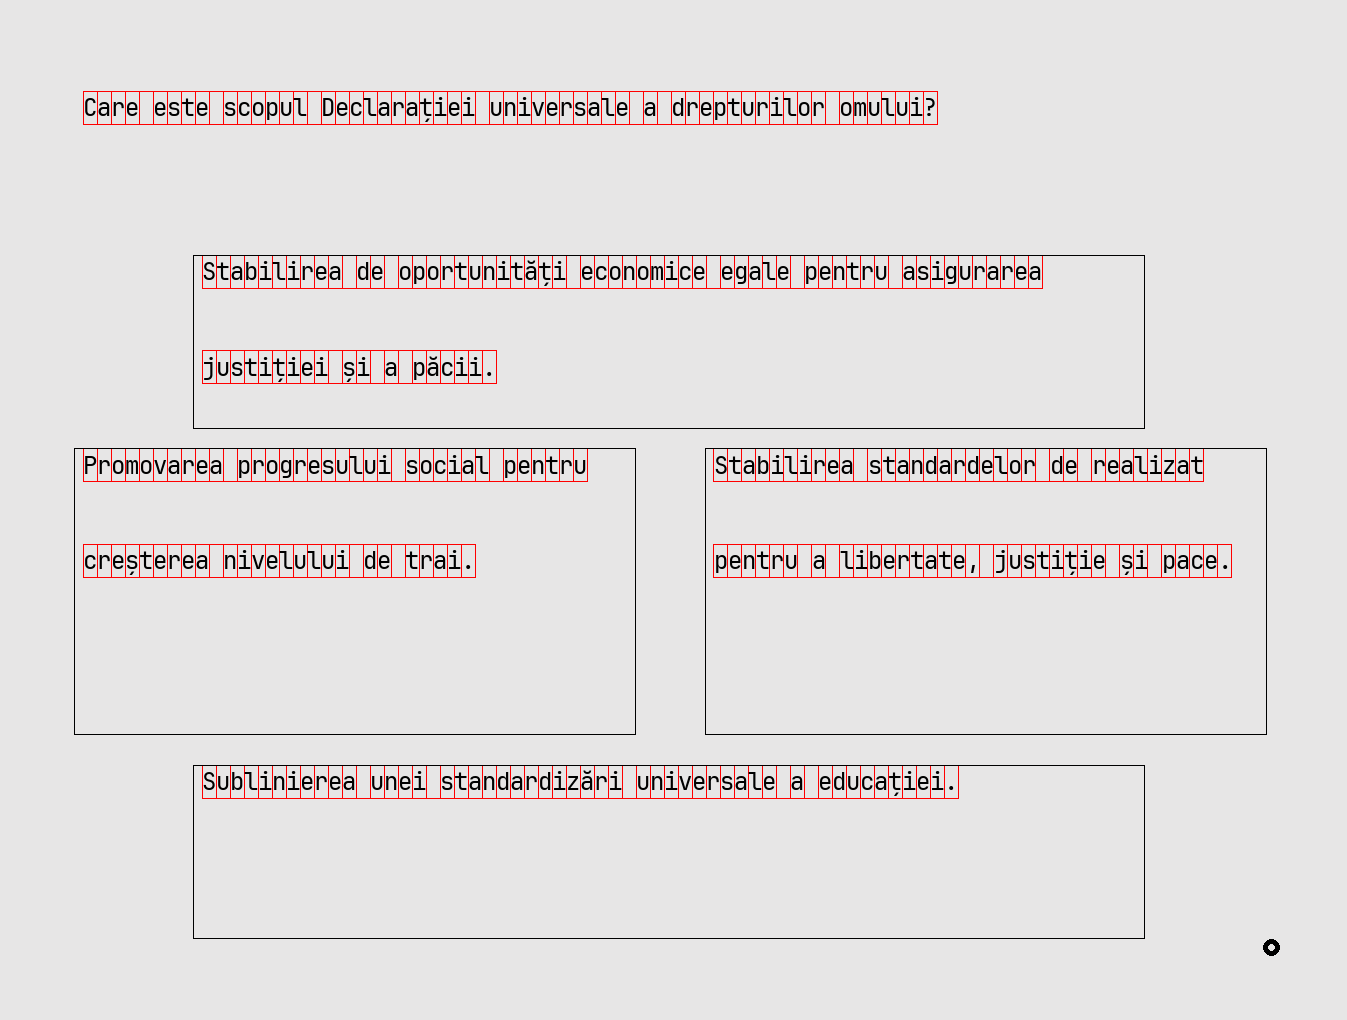 Care este scopul Declarației universale a drepturilor omului?
Stabilirea de oportunități economice egale pentru asigurarea
justiției și a păcii.
Promovarea progresului social pentru
creșterea nivelului de trai.
Stabilirea standardelor de realizat
pentru a libertate, justiție și pace.
Sublinierea unei standardizări universale a educației.